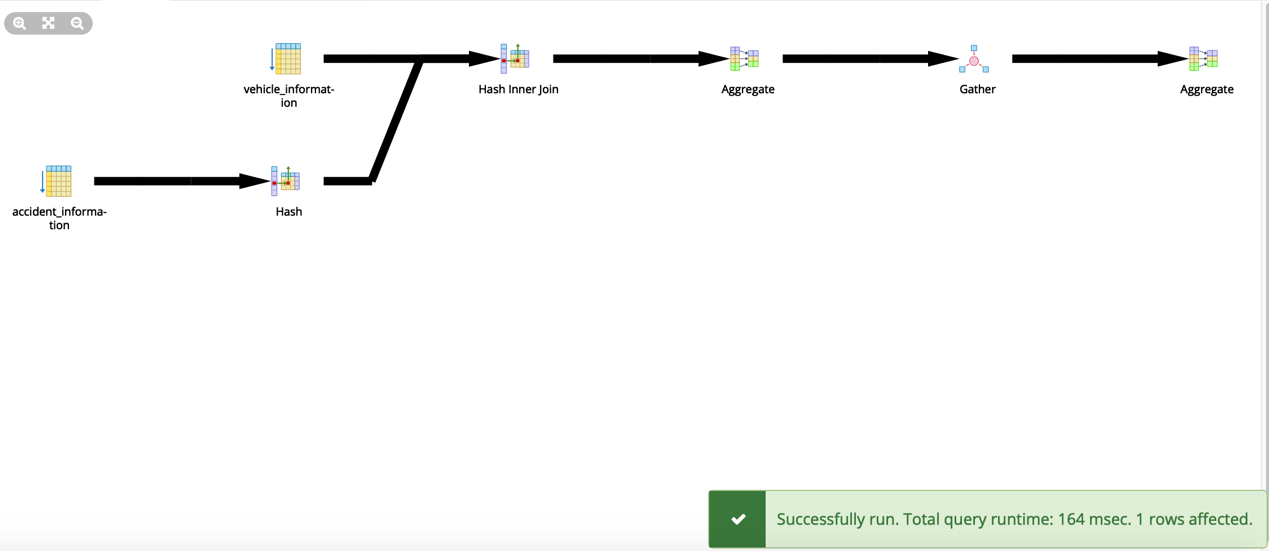 vehicle_informat-
ion
Hash Inner Join
Aggregate
Gather
Aggregate
accident_informa-
tion
Hash
Successfully run. Total query runtime: 164 msec. 1 rows affected.